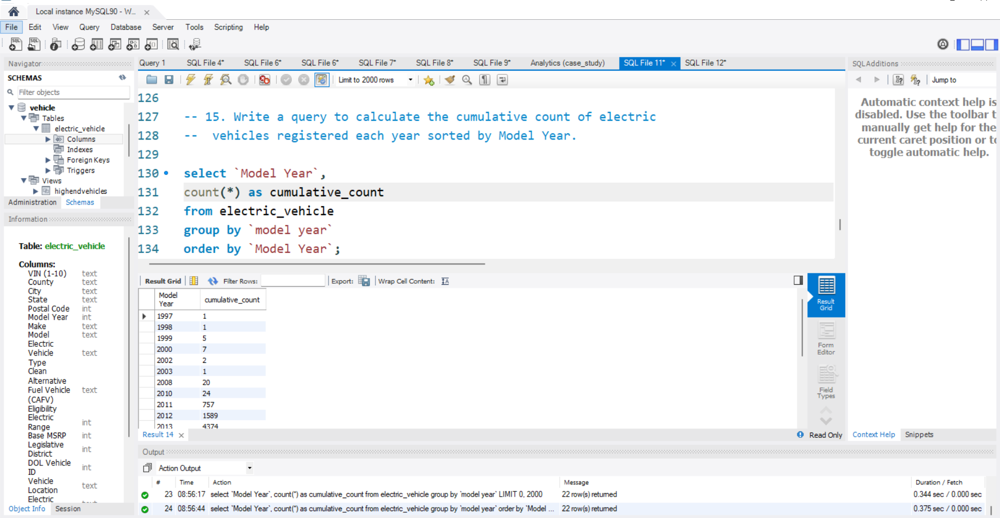 Local instance MySQL90 - W...
File Edit View Query Database Server Tools Scripting Help
Navigator
SCHEMAS
Filter objects
vehicle
Tables
electric_vehicle
Columns
Indexes
Foreign Keys
Triggers
Views
highendvehicles
Administration Schemas
Information
Table: electric_vehicle
Columns:
VIN (1-10) text
County text
City text
State text
Postal Code int
Model Year int
Make text
Model text
Electric
Vehicle text
Type
Clean
Alternative
Fuel Vehicle text
(CAFV)
Eligibility
Electric
Range int
Base MSRP int
Legislative
District int
DOL Vehicle
ID int
Vehicle
Location text
Electric
Object Info Session
Query 1 SQL File 4* SQL File 6* SQL File 6* SQL File 7* SQL File 8* SQL File 9* Analytics (case_study) SQL File 11* SQL File 12*
Limit to 2000 rows
126
127 -- 15. Write a query to calculate the cumulative count of electric
128 -- vehicles registered each year sorted by Model Year.
129
130 select `Model Year`,
131 count(*) as cumulative_count
132 from electric_vehicle
133 group by `model year`
134 order by `Model Year`;
Result Grid Filter Rows: Export: Wrap Cell Content:
Model Year cumulative_count
1997 1
1998 1
1999 5
2000 7
2002 2
2003 1
2008 20
2010 24
2011 757
2012 1589
2013 4374
Result Grid
Form Editor
Field Types
Result 14
Read Only
Output
Action Output
# Time Action Message Duration / Fetch
23 08:56:17 select `Model Year`, count(*) as cumulative_count from electric_vehicle group by `model year` LIMIT 0, 2000 22 row(s) returned 0.344 sec / 0.000 sec
24 08:56:44 select `Model Year`, count(*) as cumulative_count from electric_vehicle group by `model year` order by `Model ... 22 row(s) returned 0.375 sec / 0.000 sec
SQLAdditions
Jump to
Automatic context help is
disabled. Use the toolbar t
manually get help for the
current caret position or to
toggle automatic help.
Context Help Snippets